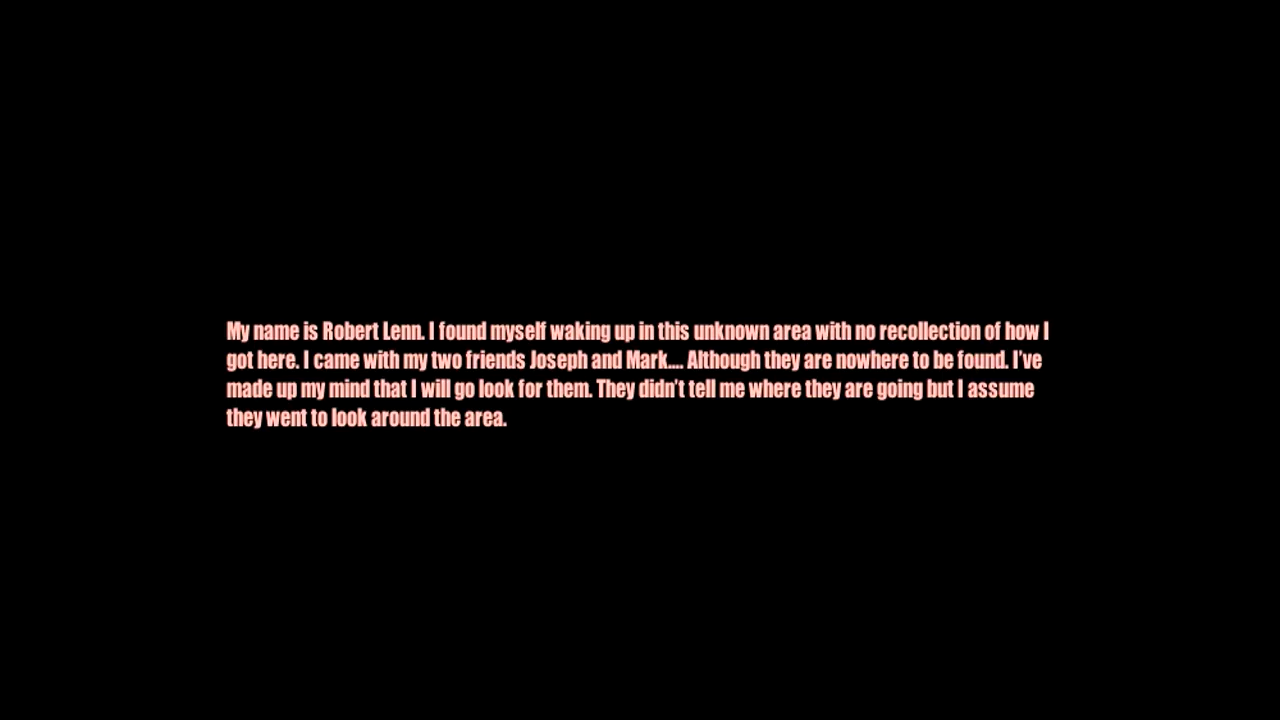 My name is Robert Lenn. I found myself waking up in this unknown area with no recollection of how I
got here. I came with my two friends Joseph and Mark.... Although they are nowhere to be found. I've
made up my mind that I will go look for them. They didn't tell me where they are going but I assume
they went to look around the area.